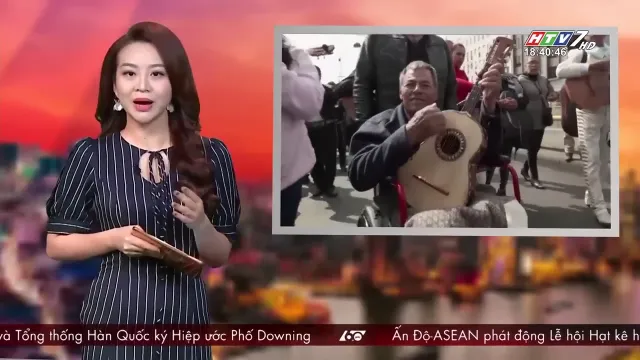 HTV7 HD
18:40:46
và Tổng thống Hàn Quốc ký Hiệp ước Phố Downing 60 Ấn Độ-ASEAN phát động Lễ hội Hạt kê h